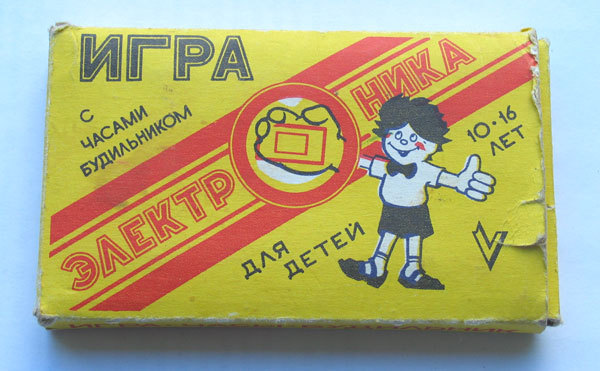 ИГРА
С
ЧАСАМИ
БУДИЛЬНИКОМ
ЭЛЕКТРОНИКА
ДЛЯ ДЕТЕЙ
10-16
ЛЕТ